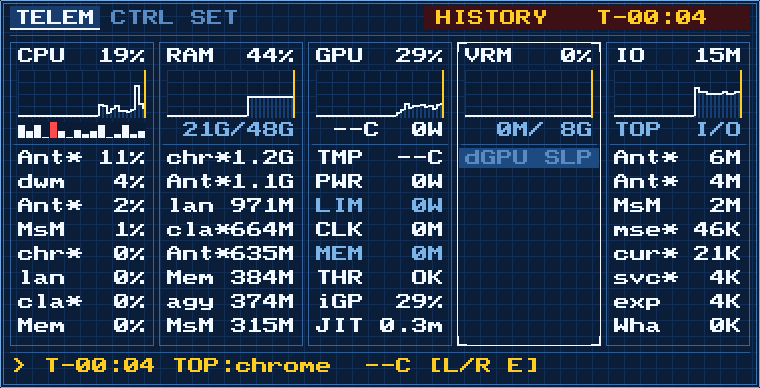 TELEM CTRL SET HISTORY T-00:04
CPU 19%
Ant* 11%
dwm 4%
Ant* 2%
MsM 1%
chr* 0%
lan 0%
cla* 0%
Mem 0%
RAM 44%
21G/48G
chr*1.2G
Ant*1.1G
lan 971M
cla*664M
Ant*635M
Mem 384M
agy 374M
MsM 315M
GPU 29%
--C 0W
TMP --C
PWR 0W
LIM 0W
CLK 0M
MEM 0M
THR OK
iGP 29%
JIT 0.3m
VRM 0%
0M/ 8G
dGPU SLP
IO 15M
TOP I/O
Ant* 6M
Ant* 4M
MsM 2M
mse* 46K
cur* 21K
svc* 4K
exp 4K
Wha 0K
> T-00:04 TOP:chrome --C [L/R E]